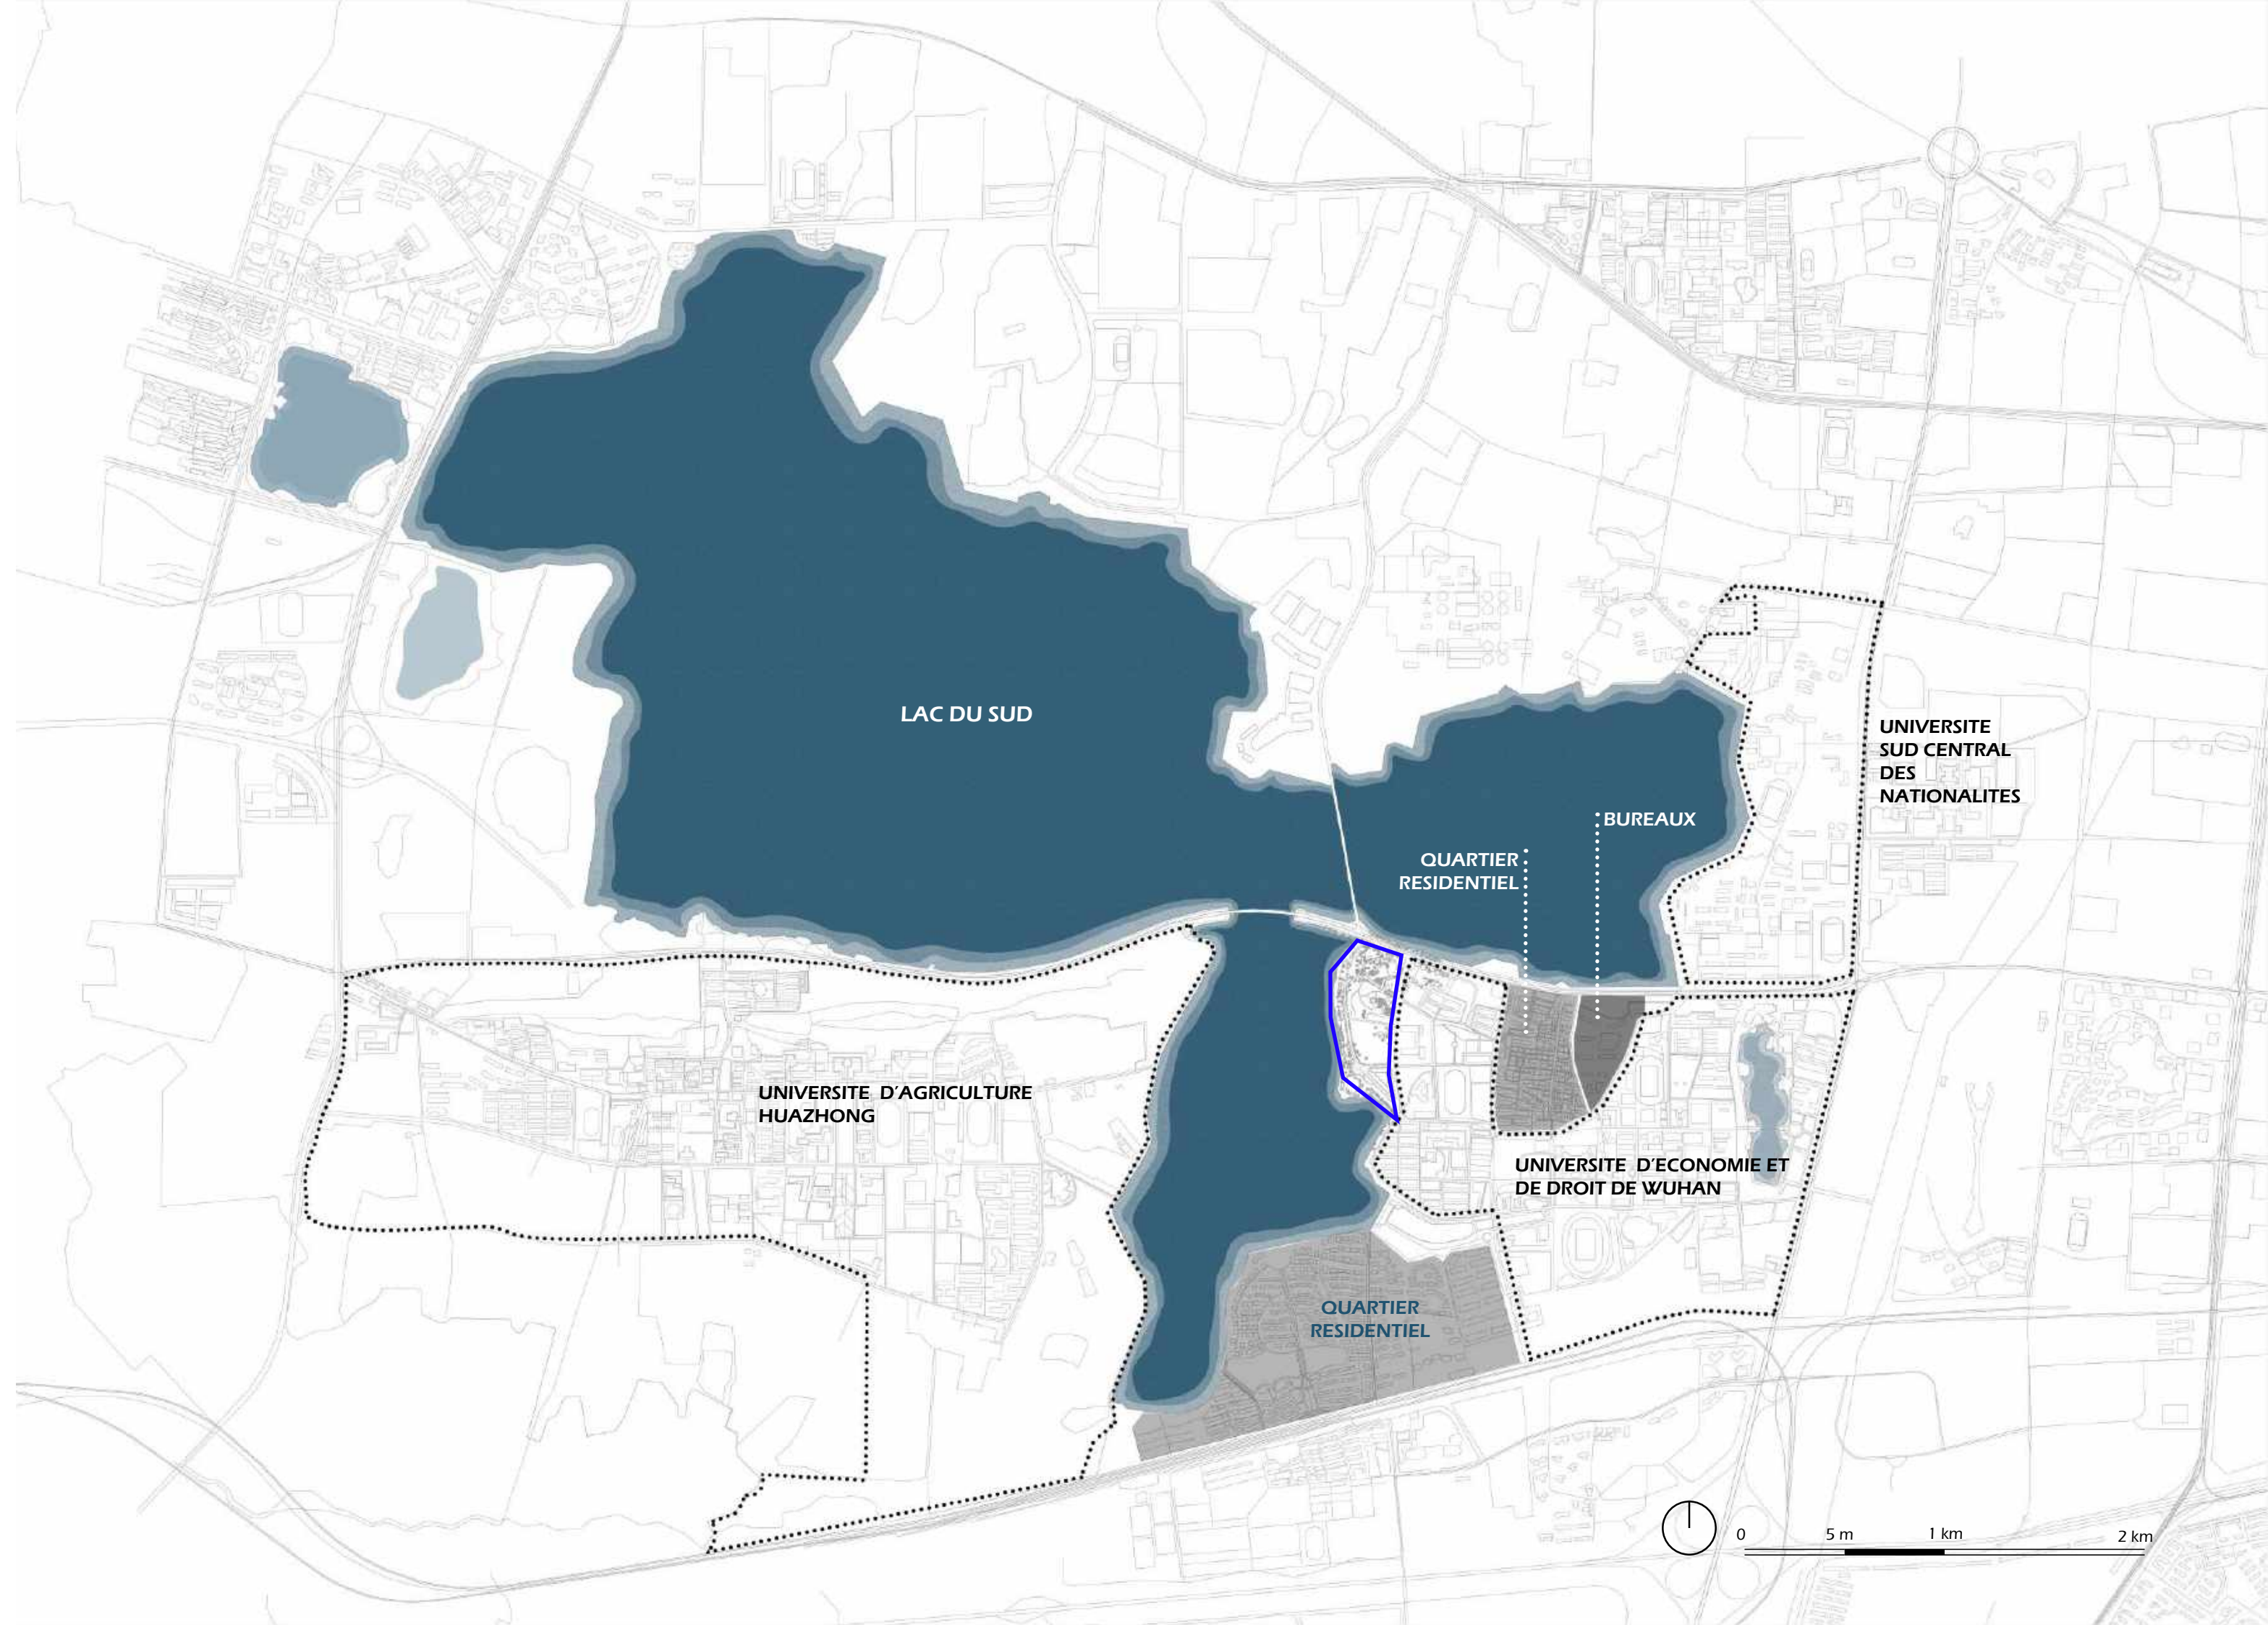 LAC DU SUD
UNIVERSITE
SUD CENTRAL
DES
NATIONALITES
BUREAUX
QUARTIER
RESIDENTIEL
UNIVERSITE D'AGRICULTURE
HUAZHONG
UNIVERSITE D'ECONOMIE ET
DE DROIT DE WUHAN
QUARTIER
RESIDENTIEL
0 5 m 1 km 2 km